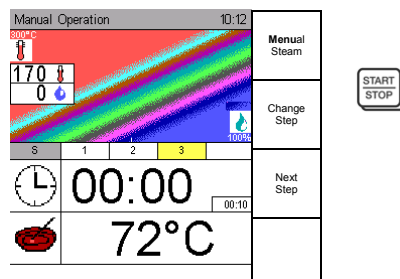 Manual Operation 10:12
300°C
170
0
100%
S 1 2 3
00:00
00:10
72°C
Menual
Steam
Change
Step
Next
Step
START
STOP